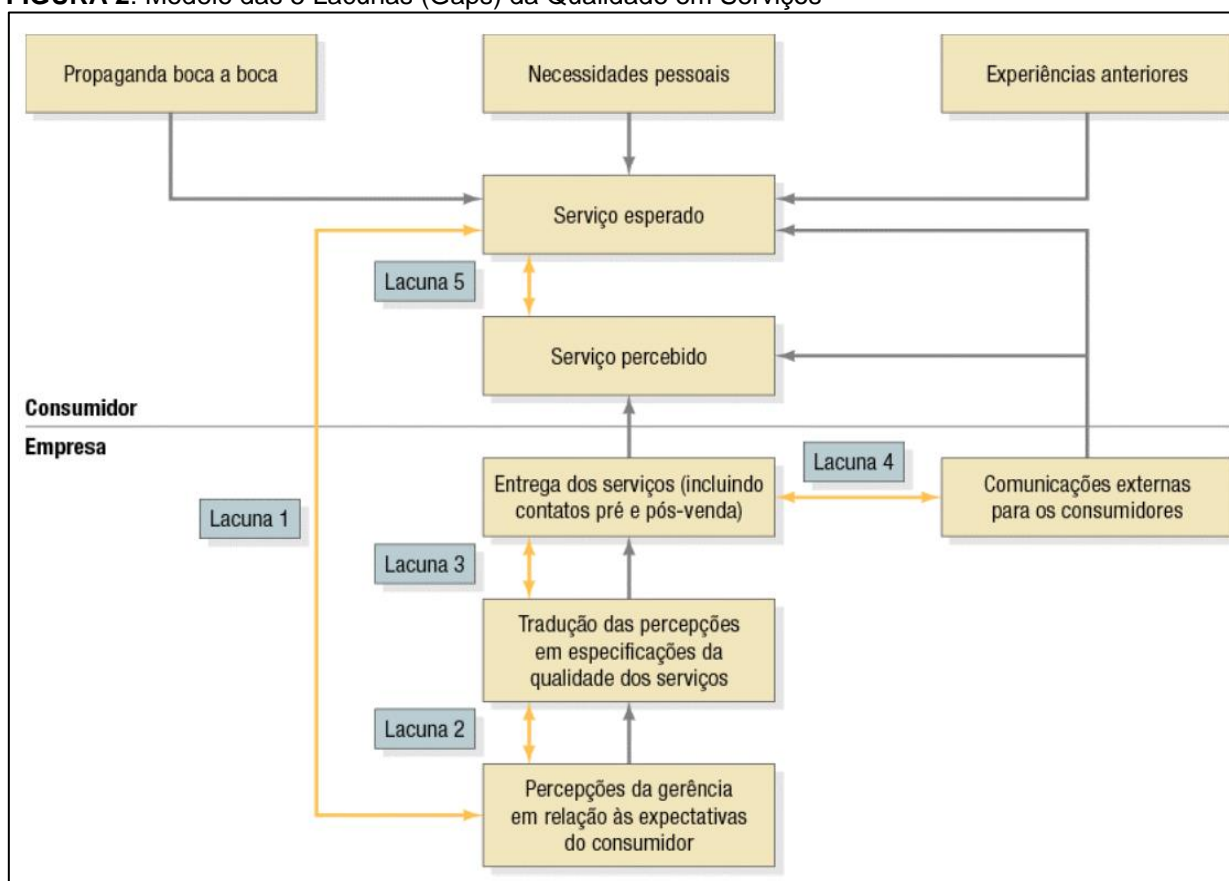 FIGURA 2: Modelo das 5 Lacunas (Gaps) da Qualidade em Serviços
Propaganda boca a boca
Necessidades pessoais
Experiências anteriores
Serviço esperado
Lacuna 5
Serviço percebido
Consumidor
Empresa
Lacuna 1
Entrega dos serviços (incluindo
contatos pré e pós-venda)
Lacuna 4
Comunicações externas
para os consumidores
Lacuna 3
Tradução das percepções
em especificações da
qualidade dos serviços
Lacuna 2
Percepções da gerência
em relação às expectativas
do consumidor